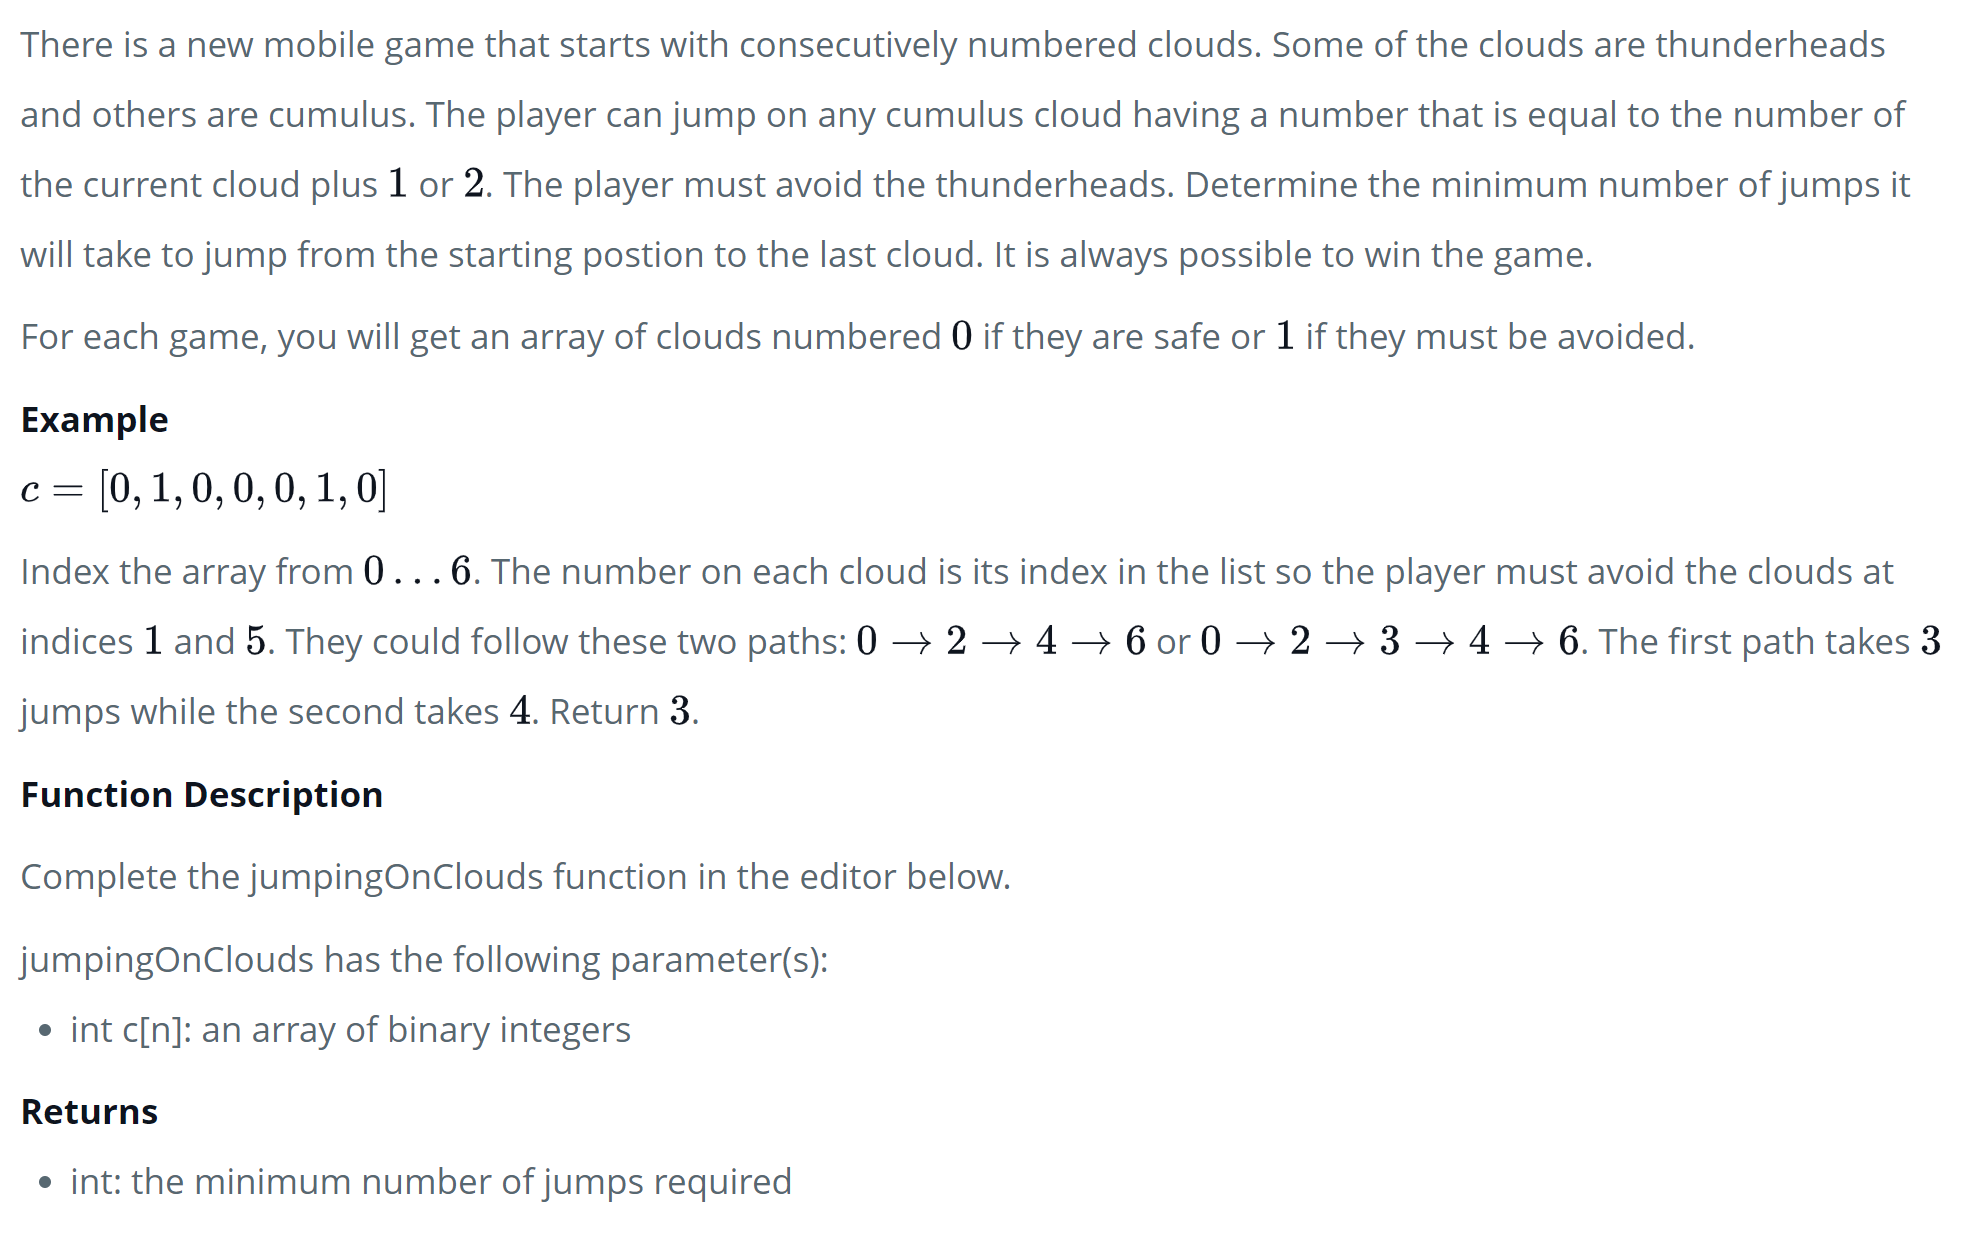 There is a new mobile game that starts with consecutively numbered clouds. Some of the clouds are thunderheads
and others are cumulus. The player can jump on any cumulus cloud having a number that is equal to the number of
the current cloud plus 1 or 2. The player must avoid the thunderheads. Determine the minimum number of jumps it
will take to jump from the starting postion to the last cloud. It is always possible to win the game.
For each game, you will get an array of clouds numbered 0 if they are safe or 1 if they must be avoided.
Example
c = [0, 1, 0, 0, 0, 1, 0]
Index the array from 0 . . . 6. The number on each cloud is its index in the list so the player must avoid the clouds at
indices 1 and 5. They could follow these two paths: 0 → 2 → 4 → 6 or 0 → 2 → 3 → 4 → 6. The first path takes 3
jumps while the second takes 4. Return 3.
Function Description
Complete the jumpingOnClouds function in the editor below.
jumpingOnClouds has the following parameter(s):
• int c[n]: an array of binary integers
Returns
• int: the minimum number of jumps required